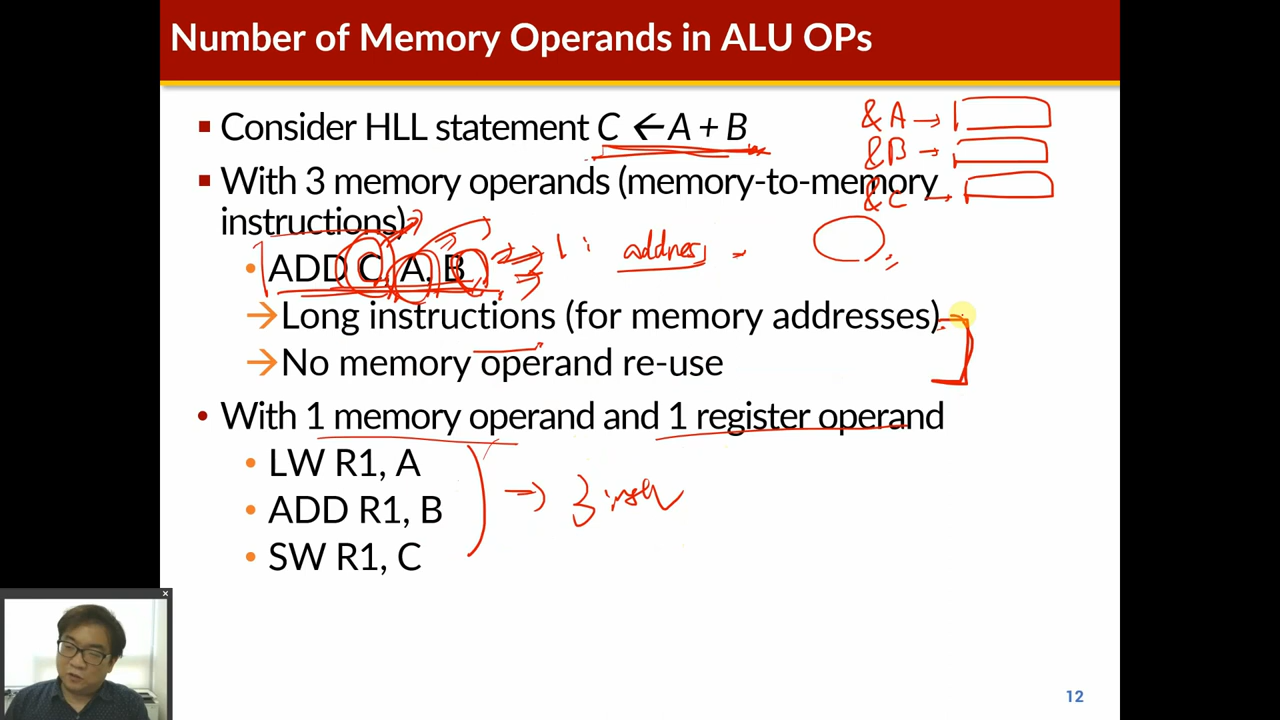 Number of Memory Operands in ALU OPs
▪ Consider HLL statement C ← A + B
&A →
&B →
▪ With 3 memory operands (memory-to-memory
&C →
instructions)
• ADD C, A, B
1 : address
→ Long instructions (for memory addresses)
→ No memory operand re-use
• With 1 memory operand and 1 register operand
• LW R1, A
• ADD R1, B
→ 3
• SW R1, C
12